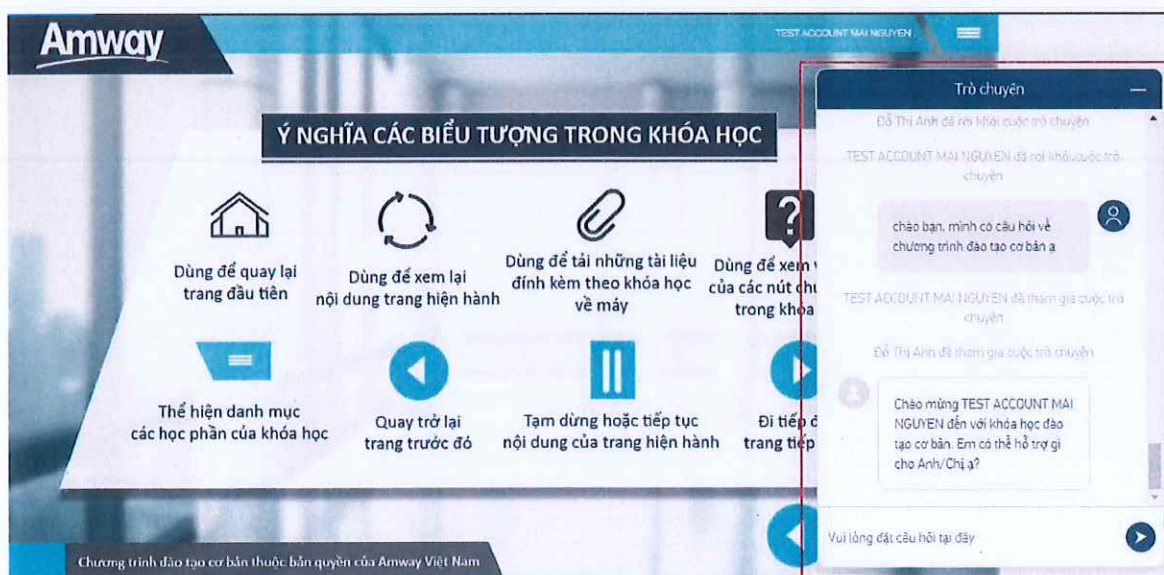 Amway
TEST ACCOUNT MAI NGUYEN
Ý NGHĨA CÁC BIỂU TƯỢNG TRONG KHÓA HỌC
Dùng để quay lại
trang đầu tiên
Dùng để xem lại
nội dung trang hiện hành
Dùng để tải những tài liệu
đính kèm theo khóa học
về máy
Dùng để xem
của các nút
trong khóa
Thể hiện danh mục
các học phần của khóa học
Quay trở lại
trang trước đó
Tạm dừng hoặc tiếp tục
nội dung của trang hiện hành
Đi tiếp
trang tiếp
Chương trình đào tạo cơ bản thuộc bản quyền của Amway Việt Nam
Trò chuyện
Đỗ Thị Anh đã rời khỏi cuộc trò chuyện
TEST ACCOUNT MAI NGUYEN đã rời khỏi cuộc trò
chuyện
chào bạn, mình có câu hỏi về
chương trình đào tạo cơ bản ạ
TEST ACCOUNT MAI NGUYEN đã tham gia cuộc trò
chuyện
Đỗ Thị Anh đã tham gia cuộc trò chuyện
Chào mừng TEST ACCOUNT MAI
NGUYEN đến với khóa học đào
tạo cơ bản. Em có thể hỗ trợ gì
cho Anh/Chị ạ?
Vui lòng đặt câu hỏi tại đây